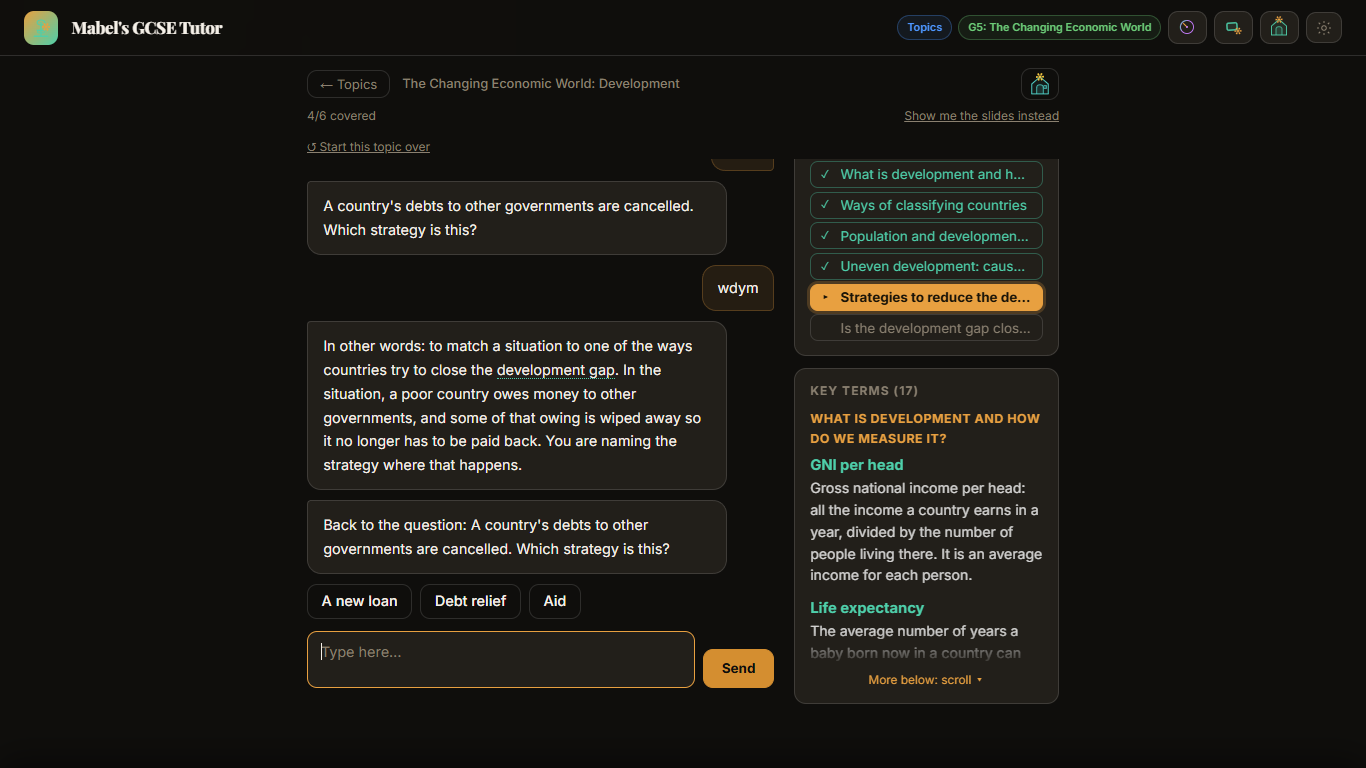 Mabel's GCSE Tutor
Topics
G5: The Changing Economic World
← Topics
The Changing Economic World: Development
4/6 covered
Show me the slides instead
↺ Start this topic over
A country's debts to other governments are cancelled.
Which strategy is this?
wdym
In other words: to match a situation to one of the ways
countries try to close the development gap. In the
situation, a poor country owes money to other
governments, and some of that owing is wiped away so
it no longer has to be paid back. You are naming the
strategy where that happens.
Back to the question: A country's debts to other
governments are cancelled. Which strategy is this?
A new loan
Debt relief
Aid
Type here...
Send
✓ What is development and h...
✓ Ways of classifying countries
✓ Population and developmen...
✓ Uneven development: caus...
▸ Strategies to reduce the de...
Is the development gap clos...
KEY TERMS (17)
WHAT IS DEVELOPMENT AND HOW
DO WE MEASURE IT?
GNI per head
Gross national income per head:
all the income a country earns in a
year, divided by the number of
people living there. It is an average
income for each person.
Life expectancy
The average number of years a
baby born now in a country can
More below: scroll ▾